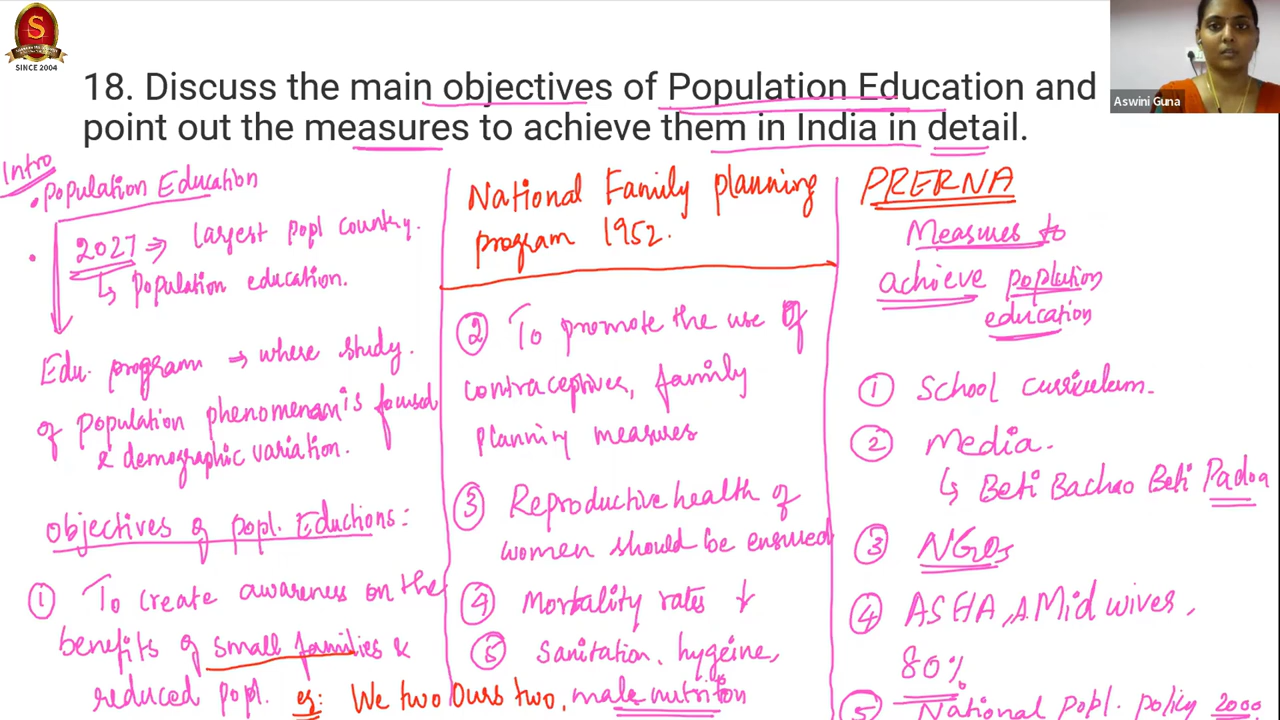 S
SINCE 2004
18. Discuss the main objectives of Population Education and
point out the measures to achieve them in India in detail.
Aswini Guna
Intro
Population Education
2027 ⇒ largest popl country.
↳ population education.
Edu. program → where study.
of population phenomenan is focused
& demographic variation.
Objectives of popl. Eductions:
① To create awareness on the
benefits of small families &
reduced popl. eg: We two Ours two,
National Family planning
program 1952.
② To promote the use of
contraceptives, family
planning measures
③ Reproductive health of
women should be ensured
④ Mortality rates ↓
⑤ Sanitation, hygeine,
male nutrition
PRERNA
Measures to
achieve poplution
education
① School curriculum.
② Media.
↳ Beti Bachao Beti Padoa
③ NGOs
④ ASHA, A. Mid wives,
80%
⑤ National popl. policy 2000